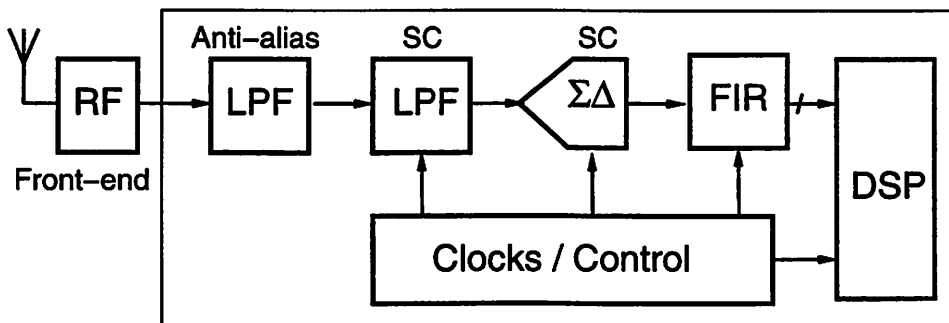 Anti–alias
SC
SC
RF
LPF
LPF
ΣΔ
FIR
DSP
Front–end
Clocks / Control